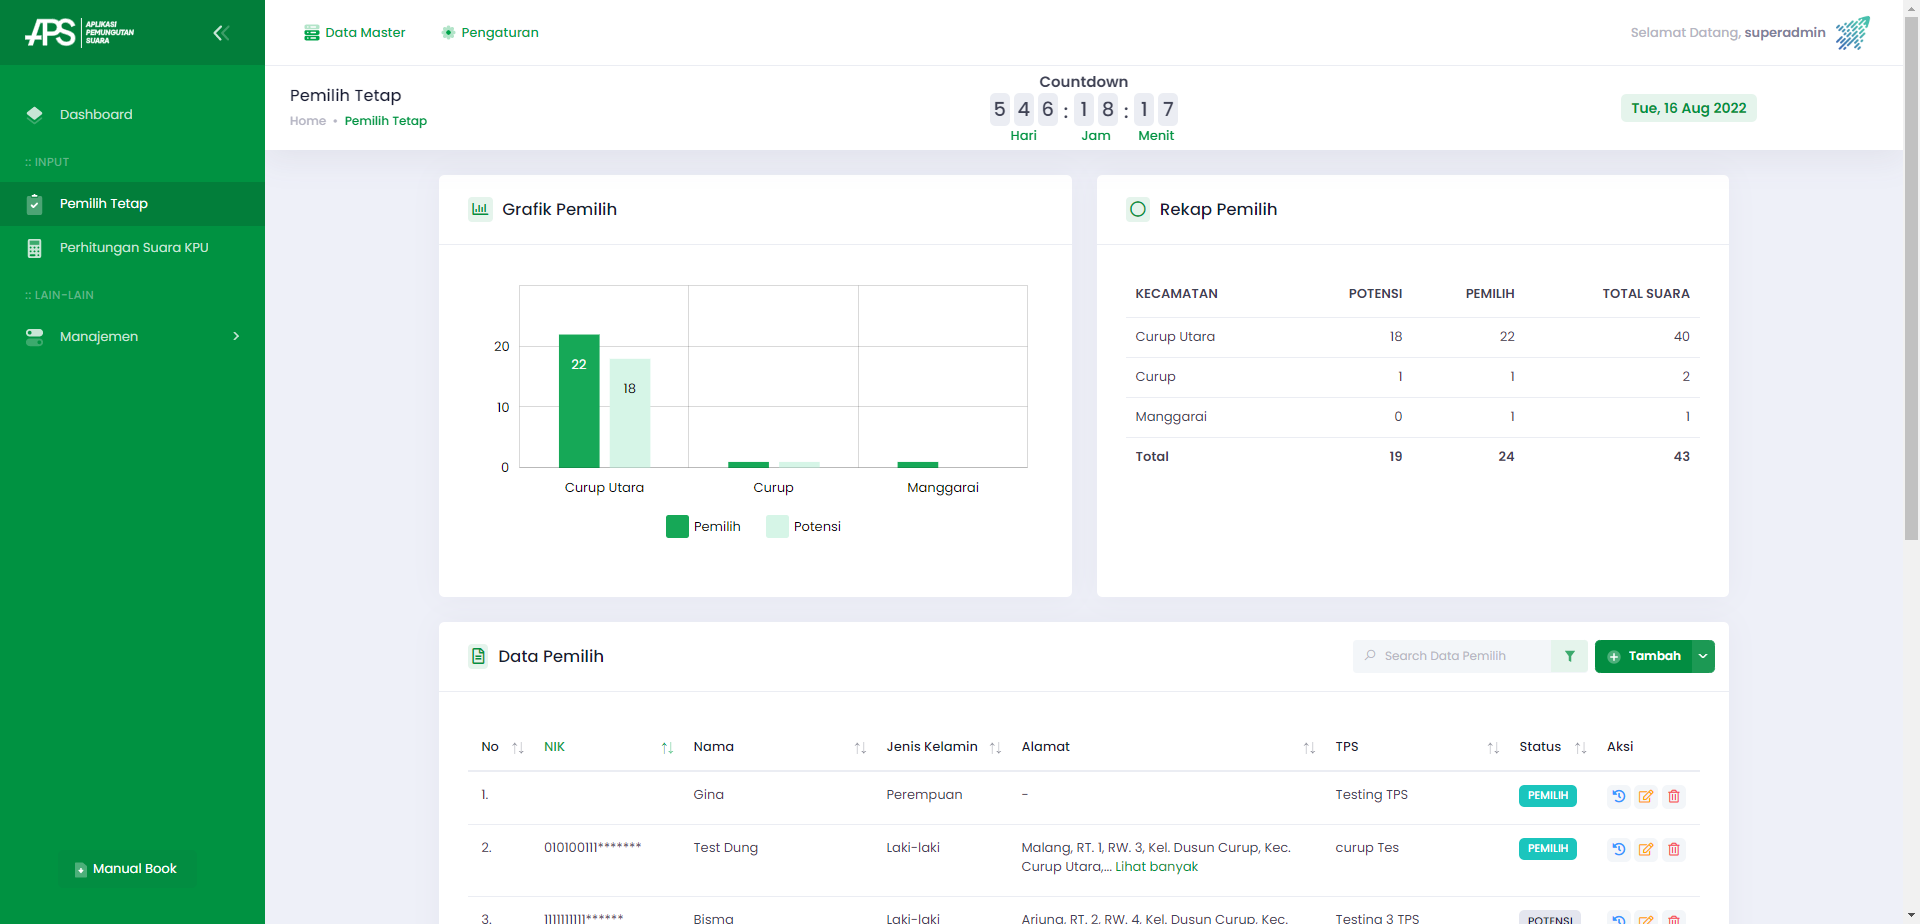 APS APLIKASI PEMUNGUTAN SUARA
Data Master
Pengaturan
Selamat Datang, superadmin
Pemilih Tetap
Home • Pemilih Tetap
Countdown
5 4 6 : 1 8 : 1 7
Hari Jam Menit
Tue, 16 Aug 2022
Dashboard
:: INPUT
Pemilih Tetap
Perhitungan Suara KPU
:: LAIN-LAIN
Manajemen
Manual Book
Grafik Pemilih
20
10
0
22
18
Curup Utara Curup Manggarai
Pemilih Potensi
Rekap Pemilih
KECAMATAN POTENSI PEMILIH TOTAL SUARA
Curup Utara 18 22 40
Curup 1 1 2
Manggarai 0 1 1
Total 19 24 43
Data Pemilih
Search Data Pemilih
Tambah
No NIK Nama Jenis Kelamin Alamat TPS Status Aksi
1. Gina Perempuan - Testing TPS PEMILIH
2. 010100111******* Test Dung Laki-laki Malang, RT. 1, RW. 3, Kel. Dusun Curup, Kec. curup Tes PEMILIH
Curup Utara,... Lihat banyak
3. 1111111111****** Bisma Laki-laki Arjuna, RT. 2, RW. 4, Kel. Dusun Curup, Kec. Testing 3 TPS POTENSI